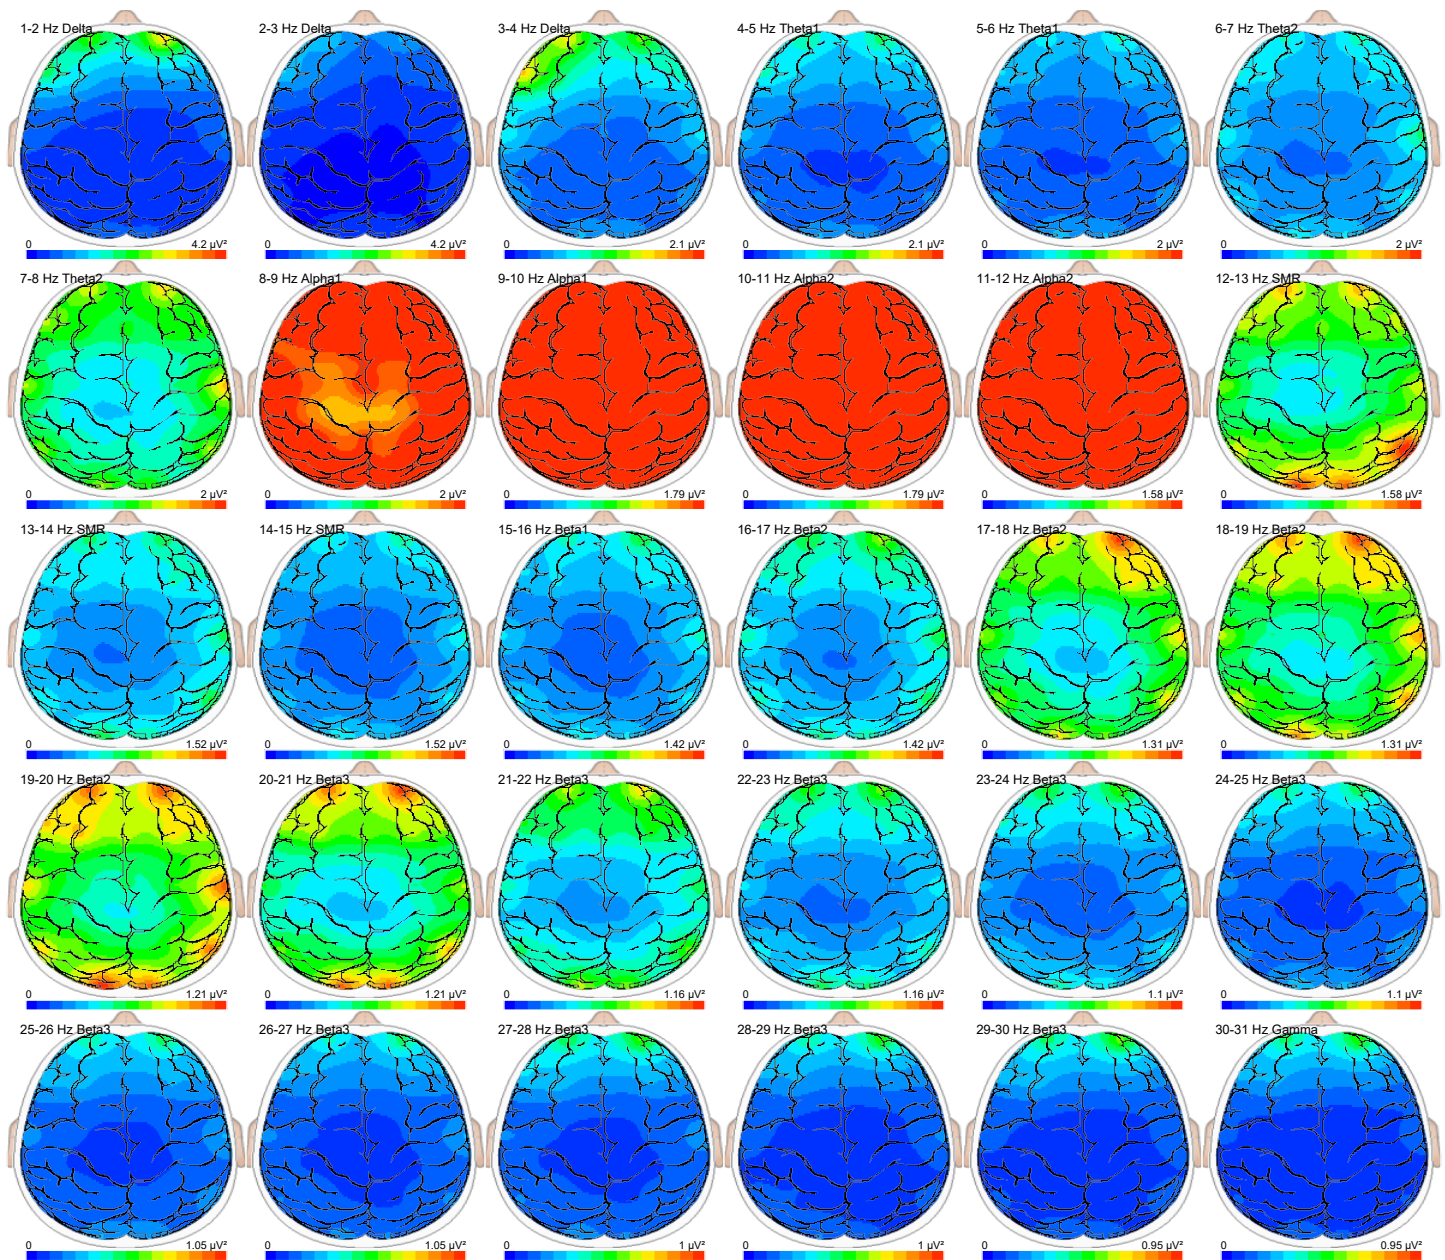 1-2 Hz Delta 2-3 Hz Delta 3-4 Hz Delta 4-5 Hz Theta1 5-6 Hz Theta1 6-7 Hz Theta2
0 4.2 µV² 0 4.2 µV² 0 2.1 µV² 0 2.1 µV² 0 2 µV² 0 2 µV²
7-8 Hz Theta2 8-9 Hz Alpha1 9-10 Hz Alpha1 10-11 Hz Alpha2 11-12 Hz Alpha2 12-13 Hz SMR
0 2 µV² 0 2 µV² 0 1.79 µV² 0 1.79 µV² 0 1.58 µV² 0 1.58 µV²
13-14 Hz SMR 14-15 Hz SMR 15-16 Hz Beta1 16-17 Hz Beta2 17-18 Hz Beta2 18-19 Hz Beta2
0 1.52 µV² 0 1.52 µV² 0 1.42 µV² 0 1.42 µV² 0 1.31 µV² 0 1.31 µV²
19-20 Hz Beta2 20-21 Hz Beta3 21-22 Hz Beta3 22-23 Hz Beta3 23-24 Hz Beta3 24-25 Hz Beta3
0 1.21 µV² 0 1.21 µV² 0 1.16 µV² 0 1.16 µV² 0 1.1 µV² 0 1.1 µV²
25-26 Hz Beta3 26-27 Hz Beta3 27-28 Hz Beta3 28-29 Hz Beta3 29-30 Hz Beta3 30-31 Hz Gamma
0 1.05 µV² 0 1.05 µV² 0 1 µV² 0 1 µV² 0 0.95 µV² 0 0.95 µV²